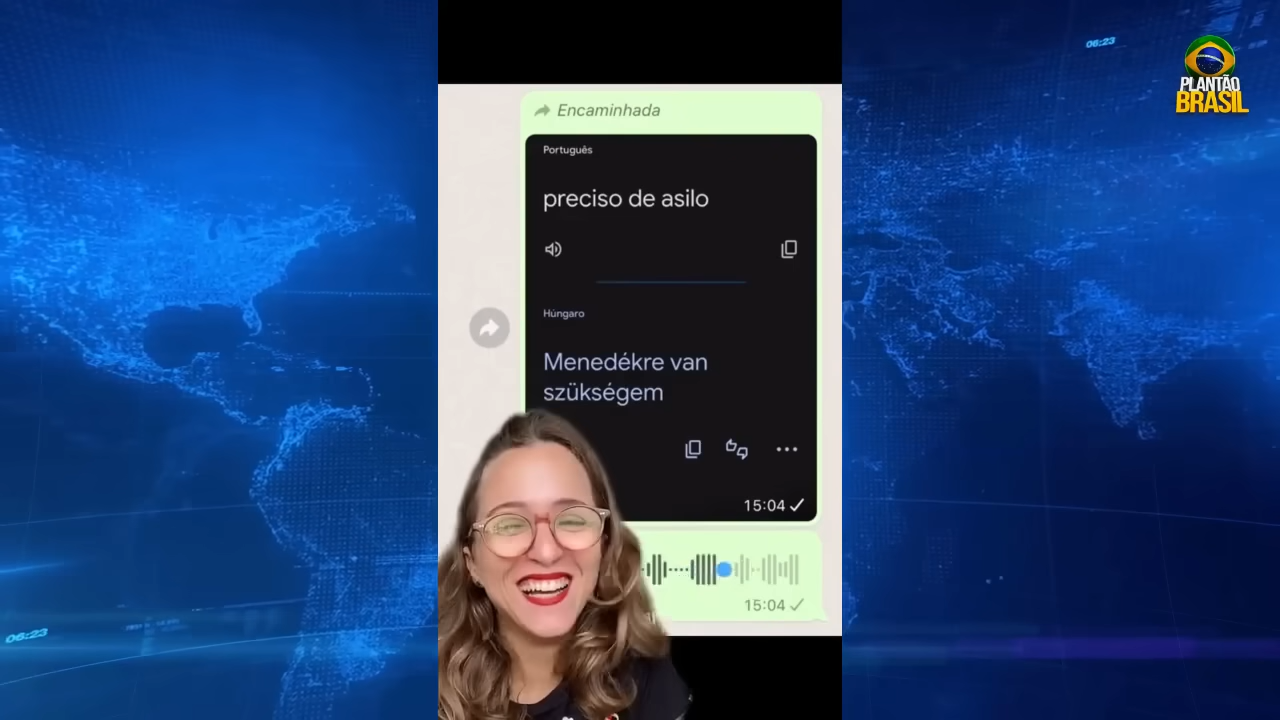 06:23
PLANTÃO
BRASIL
Encaminhada
Português
preciso de asilo
Húngaro
Menedékre van
szükségem
15:04
15:04
06:23